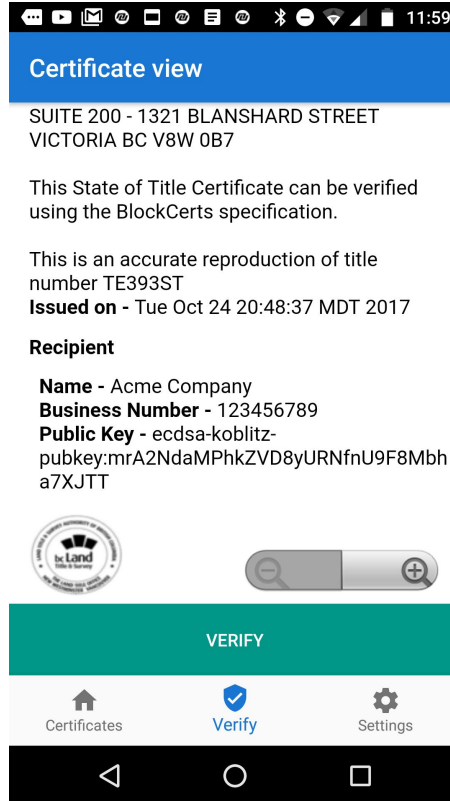 11:59
Certificate view
SUITE 200 - 1321 BLANSHARD STREET
VICTORIA BC V8W 0B7
This State of Title Certificate can be verified
using the BlockCerts specification.
This is an accurate reproduction of title
number TE393ST
Issued on - Tue Oct 24 20:48:37 MDT 2017
Recipient
Name - Acme Company
Business Number - 123456789
Public Key - ecdsa-koblitz-
pubkey:mrA2NdaMPhkZVD8yURNfnU9F8Mbh
a7XJTT
bc Land
Title & Survey
VERIFY
Certificates
Verify
Settings